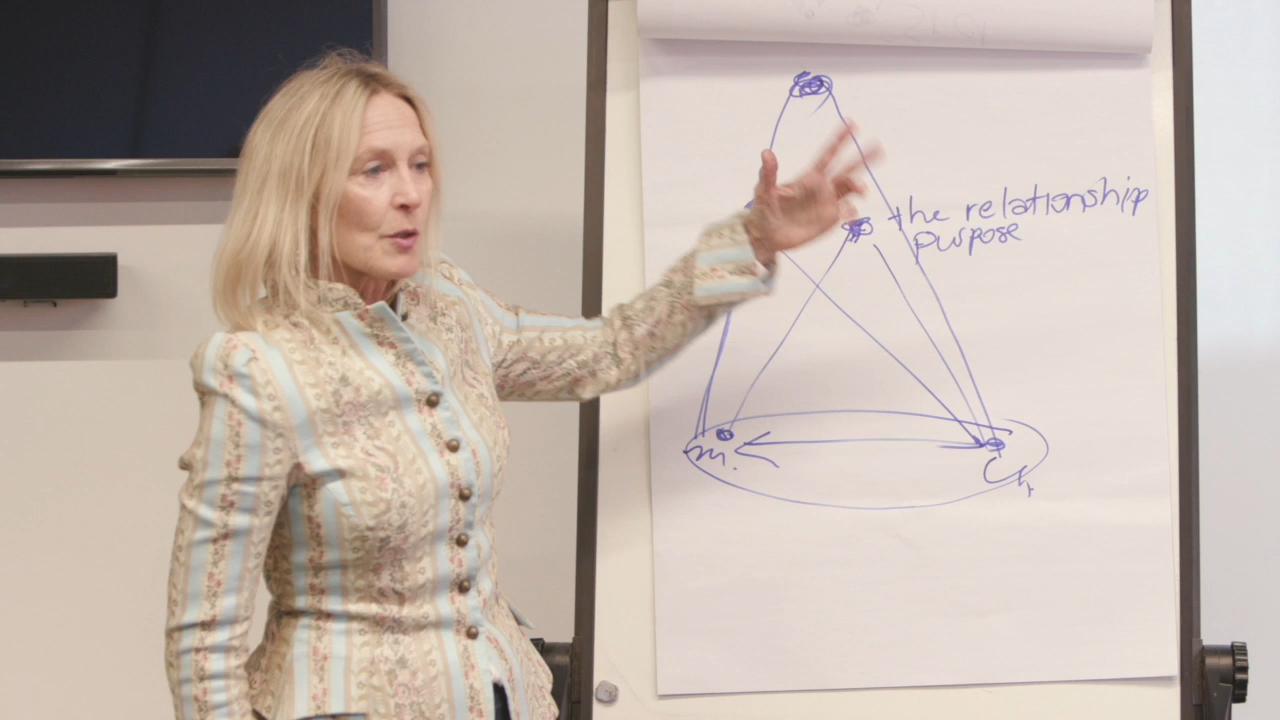 the relationship
purpose
m.